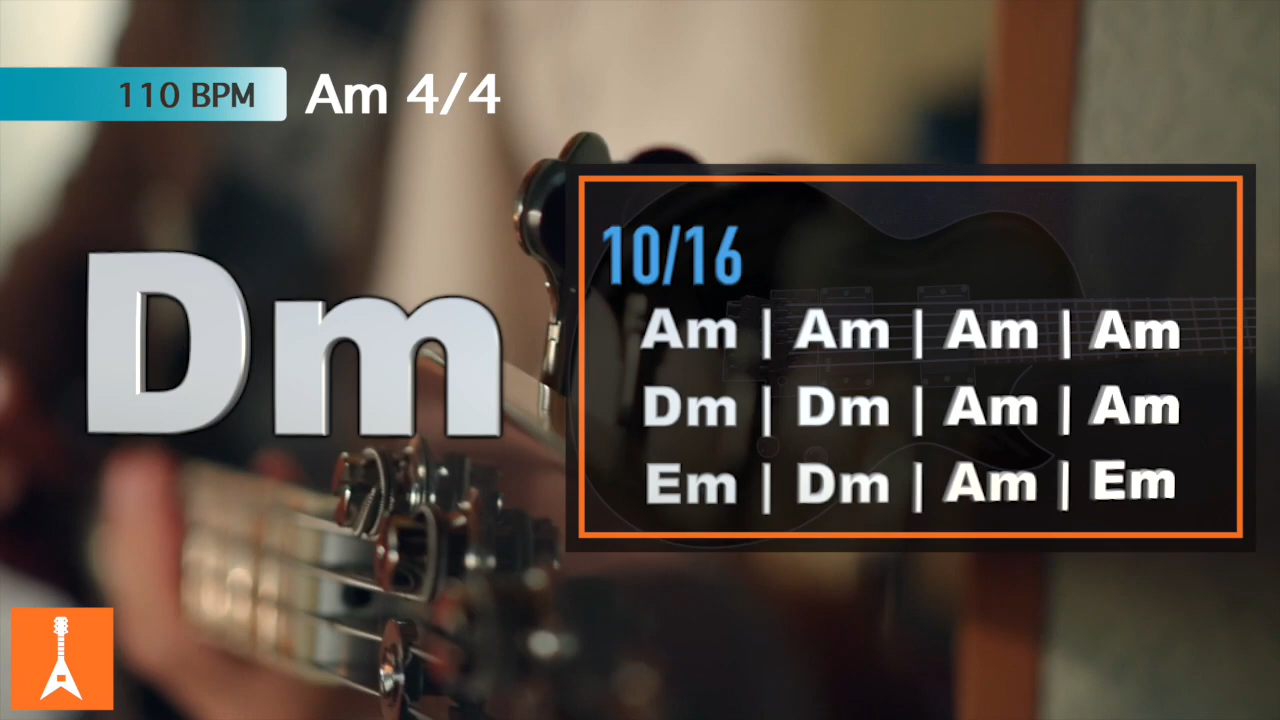 110 BPM Am 4/4
Dm
10/16
Am | Am | Am | Am
Dm | Dm | Am | Am
Em | Dm | Am | Em